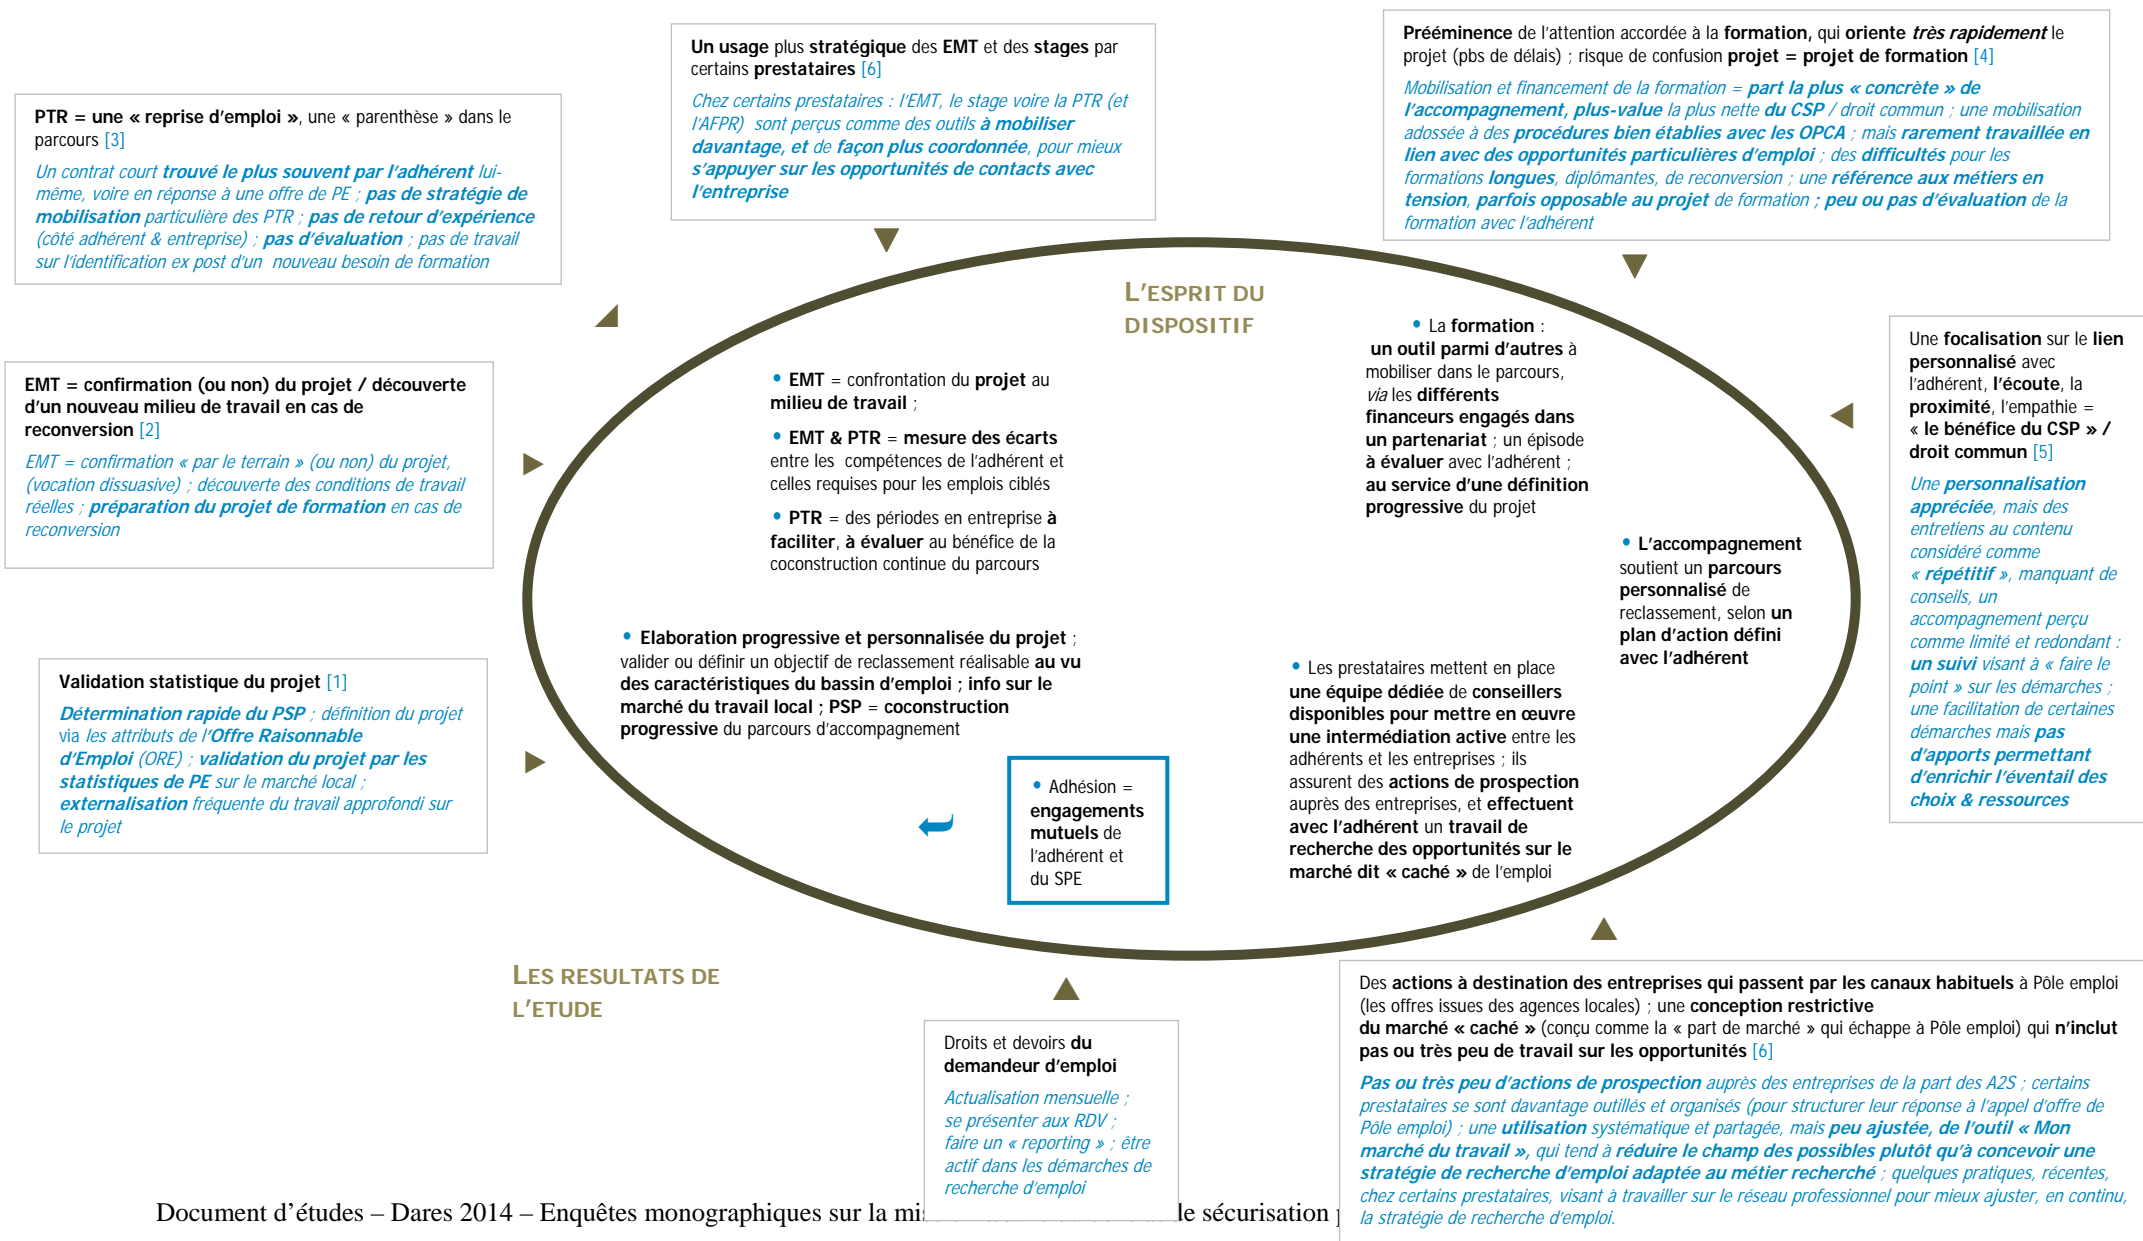 Un usage plus stratégique des EMT et des stages par
certains prestataires [6]
Chez certains prestataires : l'EMT, le stage voire la PTR (et
l'AFPR) sont perçus comme des outils à mobiliser
davantage, et de façon plus coordonnée, pour mieux
s'appuyer sur les opportunités de contacts avec
l'entreprise
Prééminence de l'attention accordée à la formation, qui oriente très rapidement le
projet (pbs de délais) ; risque de confusion projet = projet de formation [4]
Mobilisation et financement de la formation = part la plus « concrète » de
l'accompagnement, plus-value la plus nette du CSP / droit commun ; une mobilisation
adossée à des procédures bien établies avec les OPCA ; mais rarement travaillée en
lien avec des opportunités particulières d'emploi ; des difficultés pour les
formations longues, diplômantes, de reconversion ; une référence aux métiers en
tension, parfois opposable au projet de formation ; peu ou pas d'évaluation de la
formation avec l'adhérent
PTR = une « reprise d'emploi », une « parenthèse » dans le
parcours [3]
Un contrat court trouvé le plus souvent par l'adhérent lui-
même, voire en réponse à une offre de PE ; pas de stratégie de
mobilisation particulière des PTR ; pas de retour d'expérience
(côté adhérent & entreprise) ; pas d'évaluation ; pas de travail
sur l'identification ex post d'un nouveau besoin de formation
EMT = confirmation (ou non) du projet / découverte
d'un nouveau milieu de travail en cas de
reconversion [2]
EMT = confirmation « par le terrain » (ou non) du projet,
(vocation dissuasive) ; découverte des conditions de travail
réelles ; préparation du projet de formation en cas de
reconversion
Validation statistique du projet [1]
Détermination rapide du PSP ; définition du projet
via les attributs de l'Offre Raisonnable
d'Emploi (ORE) ; validation du projet par les
statistiques de PE sur le marché local ;
externalisation fréquente du travail approfondi sur
le projet
L'ESPRIT DU
DISPOSITIF
• EMT = confrontation du projet au
milieu de travail ;
• EMT & PTR = mesure des écarts
entre les compétences de l'adhérent et
celles requises pour les emplois ciblés
• PTR = des périodes en entreprise à
faciliter, à évaluer au bénéfice de la
coconstruction continue du parcours
• La formation :
un outil parmi d'autres à
mobiliser dans le parcours,
via les différents
financeurs engagés dans
un partenariat ; un épisode
à évaluer avec l'adhérent ;
au service d'une définition
progressive du projet
• L'accompagnement
soutient un parcours
personnalisé de
reclassement, selon un
plan d'action défini
avec l'adhérent
• Elaboration progressive et personnalisée du projet ;
valider ou définir un objectif de reclassement réalisable au vu
des caractéristiques du bassin d'emploi ; info sur le
marché du travail local ; PSP = coconstruction
progressive du parcours d'accompagnement
• Les prestataires mettent en place
une équipe dédiée de conseillers
disponibles pour mettre en œuvre
une intermédiation active entre les
adhérents et les entreprises ; ils
assurent des actions de prospection
auprès des entreprises, et effectuent
avec l'adhérent un travail de
recherche des opportunités sur le
marché dit « caché » de l'emploi
• Adhésion =
engagements
mutuels de
l'adhérent et
du SPE
Une focalisation sur le lien
personnalisé avec
l'adhérent, l'écoute, la
proximité, l'empathie =
« le bénéfice du CSP » /
droit commun [5]
Une personnalisation
appréciée, mais des
entretiens au contenu
considéré comme
« répétitif », manquant de
conseils, un
accompagnement perçu
comme limité et redondant :
un suivi visant à « faire le
point » sur les démarches ;
une facilitation de certaines
démarches mais pas
d'apports permettant
d'enrichir l'éventail des
choix & ressources
LES RESULTATS DE
L'ETUDE
Droits et devoirs du
demandeur d'emploi
Actualisation mensuelle ;
se présenter aux RDV ;
faire un « reporting » ; être
actif dans les démarches de
recherche d'emploi
Des actions à destination des entreprises qui passent par les canaux habituels à Pôle emploi
(les offres issues des agences locales) ; une conception restrictive
du marché « caché » (conçu comme la « part de marché » qui échappe à Pôle emploi) qui n'inclut
pas ou très peu de travail sur les opportunités [6]
Pas ou très peu d'actions de prospection auprès des entreprises de la part des A2S ; certains
prestataires se sont davantage outillés et organisés (pour structurer leur réponse à l'appel d'offre de
Pôle emploi) ; une utilisation systématique et partagée, mais peu ajustée, de l'outil « Mon
marché du travail », qui tend à réduire le champ des possibles plutôt qu'à concevoir une
stratégie de recherche d'emploi adaptée au métier recherché ; quelques pratiques, récentes,
chez certains prestataires, visant à travailler sur le réseau professionnel pour mieux ajuster, en continu,
la stratégie de recherche d'emploi.
Document d'études – Dares 2014 – Enquêtes monographiques sur la de sécurisation